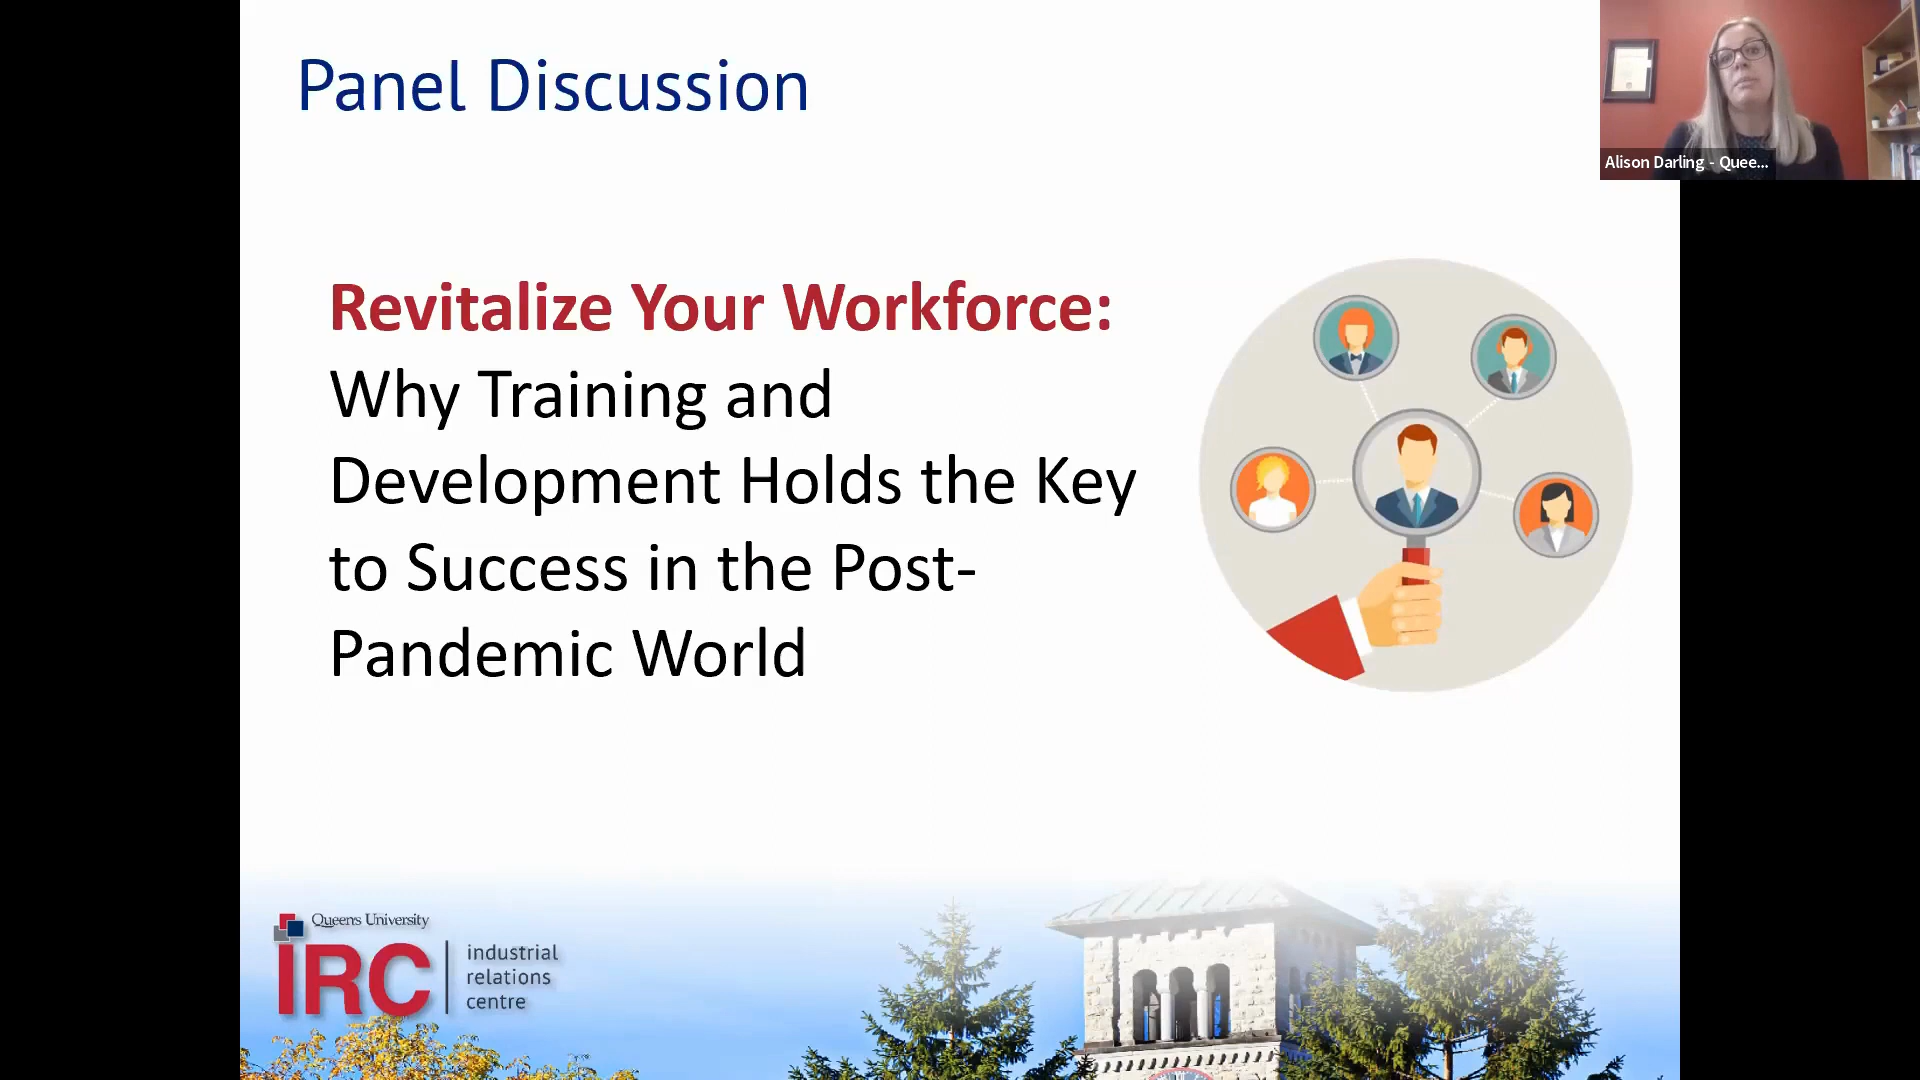 Panel Discussion
Alison Darling - Quee...
Revitalize Your Workforce:
Why Training and
Development Holds the Key
to Success in the Post-
Pandemic World
Queens University
IRC
industrial
relations
centre